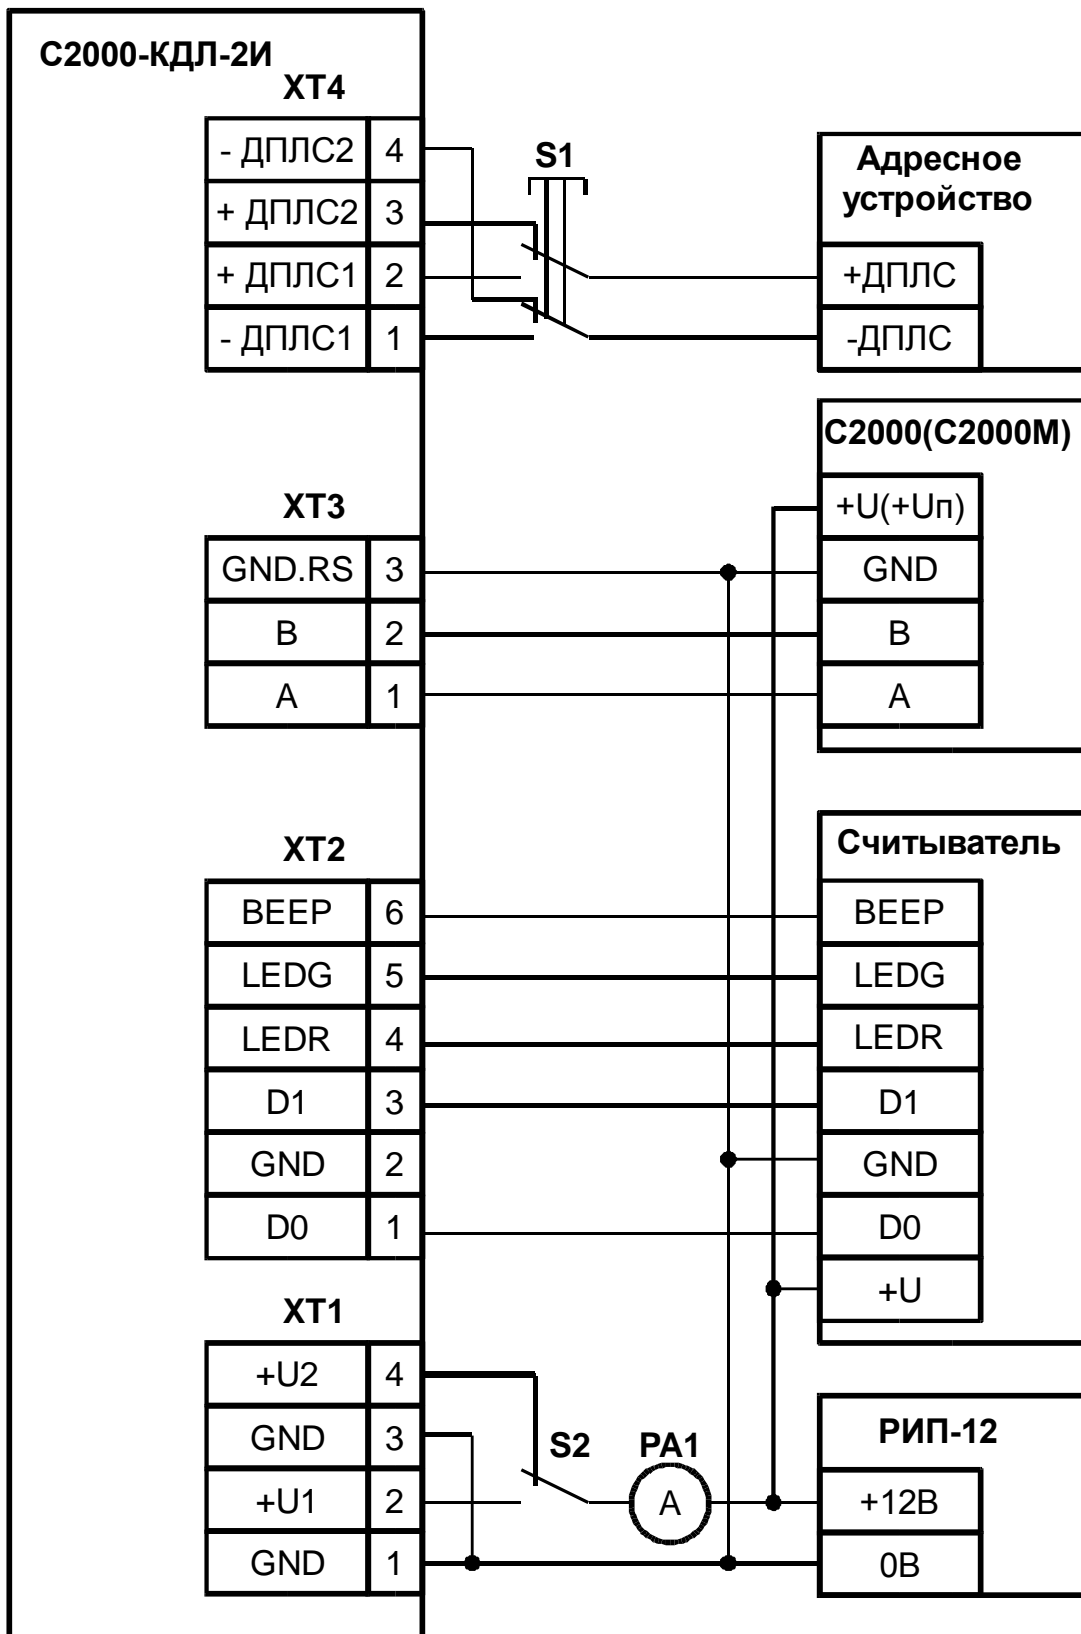 С2000-КДЛ-2И
XT4
- ДПЛС2 4
+ ДПЛС2 3
+ ДПЛС1 2
- ДПЛС1 1
S1
Адресное
устройство
+ДПЛС
-ДПЛС
С2000(С2000М)
+U(+Uп)
GND
B
A
XT3
GND.RS 3
B 2
A 1
XT2
BEEP 6
LEDG 5
LEDR 4
D1 3
GND 2
D0 1
Считыватель
BEEP
LEDG
LEDR
D1
GND
D0
+U
XT1
+U2 4
GND 3
+U1 2
GND 1
S2
PA1
A
РИП-12
+12В
0В